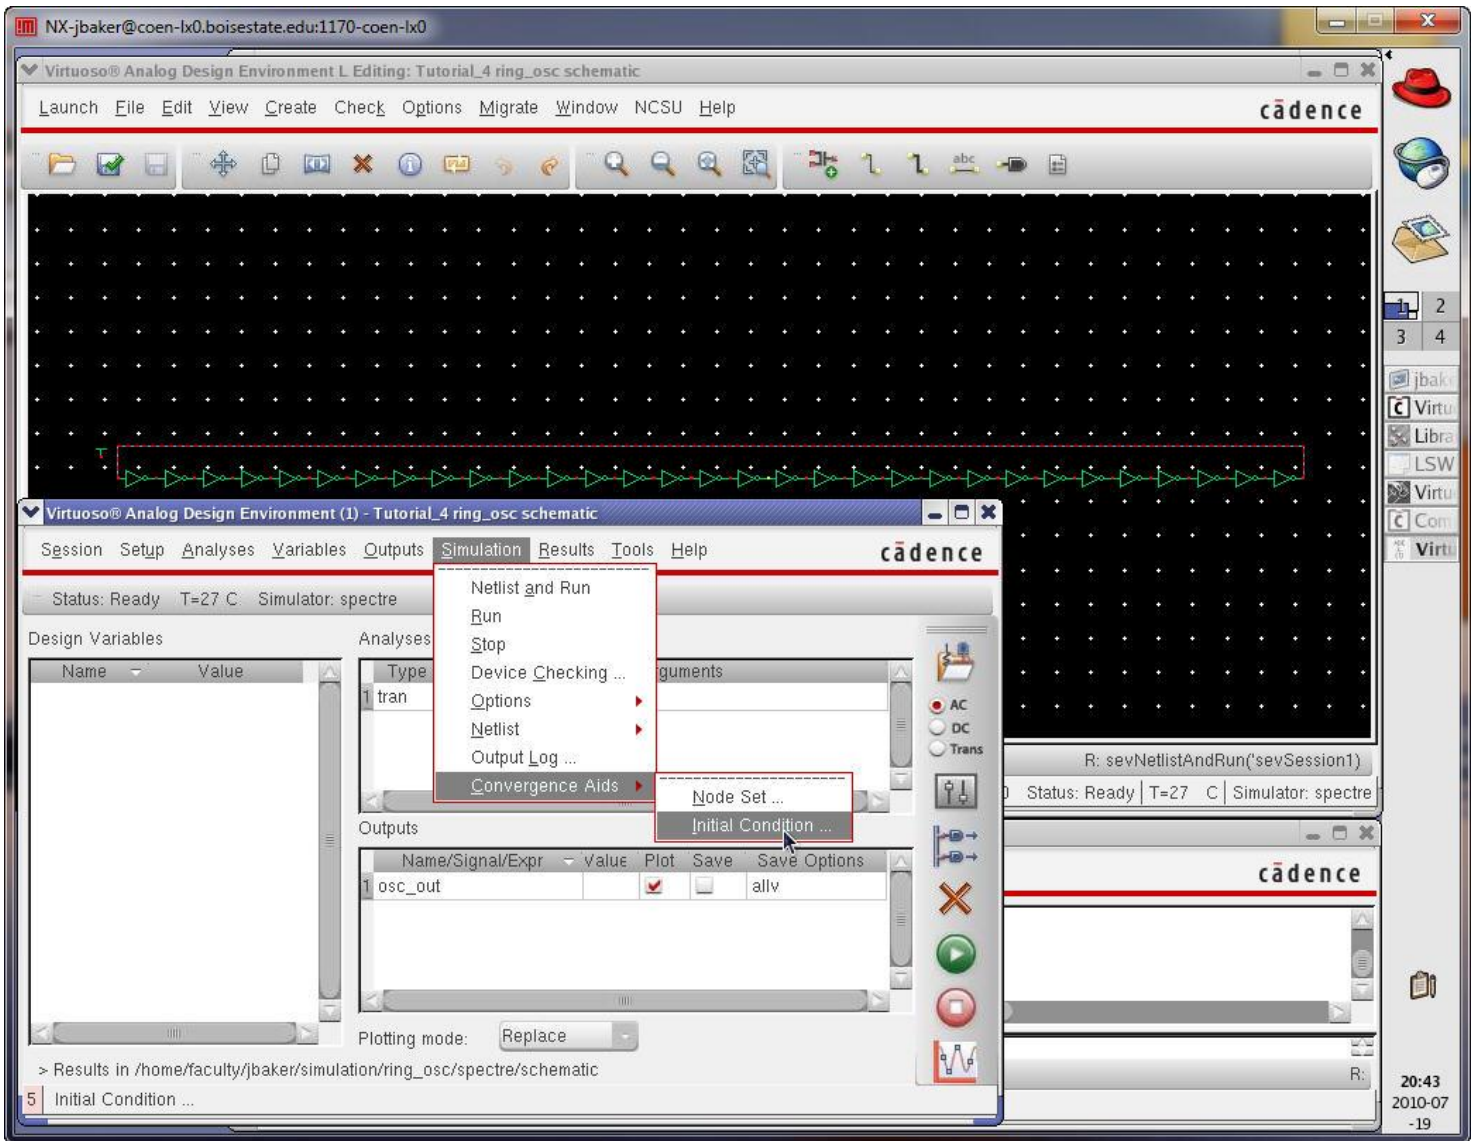 NX-jbaker@coen-lx0.boisestate.edu:1170-coen-lx0
Virtuoso® Analog Design Environment L Editing: Tutorial_4 ring_osc schematic
Launch File Edit View Create Check Options Migrate Window NCSU Help
cādence
abc
1 2
3 4
jbak
Virtu
Libra
LSW
Virtu
Com
Virtu
Virtuoso® Analog Design Environment (1) - Tutorial_4 ring_osc schematic
Session Setup Analyses Variables Outputs Simulation Results Tools Help
cādence
Status: Ready T=27 C Simulator: spectre
Netlist and Run
Run
Stop
Device Checking ...
Options
Netlist
Output Log ...
Convergence Aids
Node Set ...
Initial Condition ...
Design Variables
Name Value
Analyses
Type guments
1 tran
AC
DC
Trans
R: sevNetlistAndRun('sevSession1)
Status: Ready T=27 C Simulator: spectre
Outputs
Name/Signal/Expr Value Plot Save Save Options
1 osc_out allv
cādence
Plotting mode: Replace
> Results in /home/faculty/jbaker/simulation/ring_osc/spectre/schematic
5 Initial Condition ...
R:
20:43
2010-07
-19